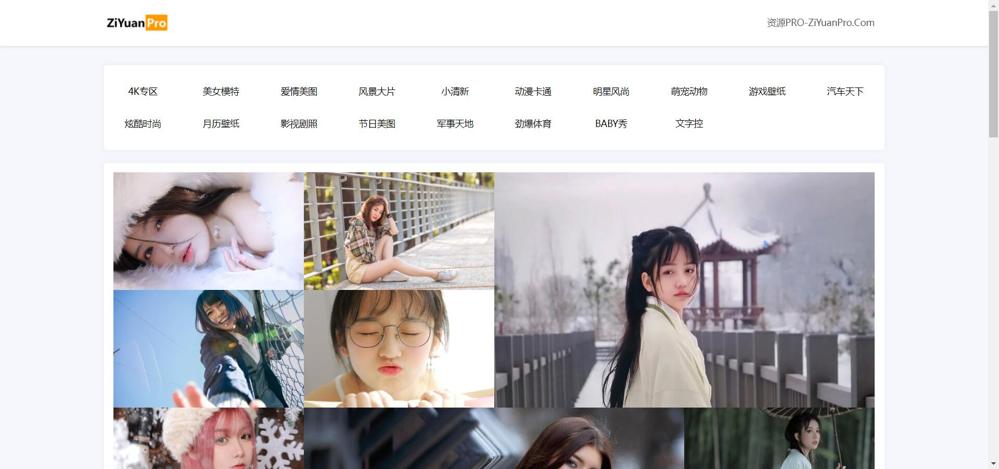 ZiYuan Pro
资源PRO-ZiYuanPro.Com
4K专区 美女模特 爱情美图 风景大片 小清新 动漫卡通 明星风尚 萌宠动物 游戏壁纸 汽车天下
炫酷时尚 月历壁纸 影视剧照 节日美图 军事天地 劲爆体育 BABY秀 文字控